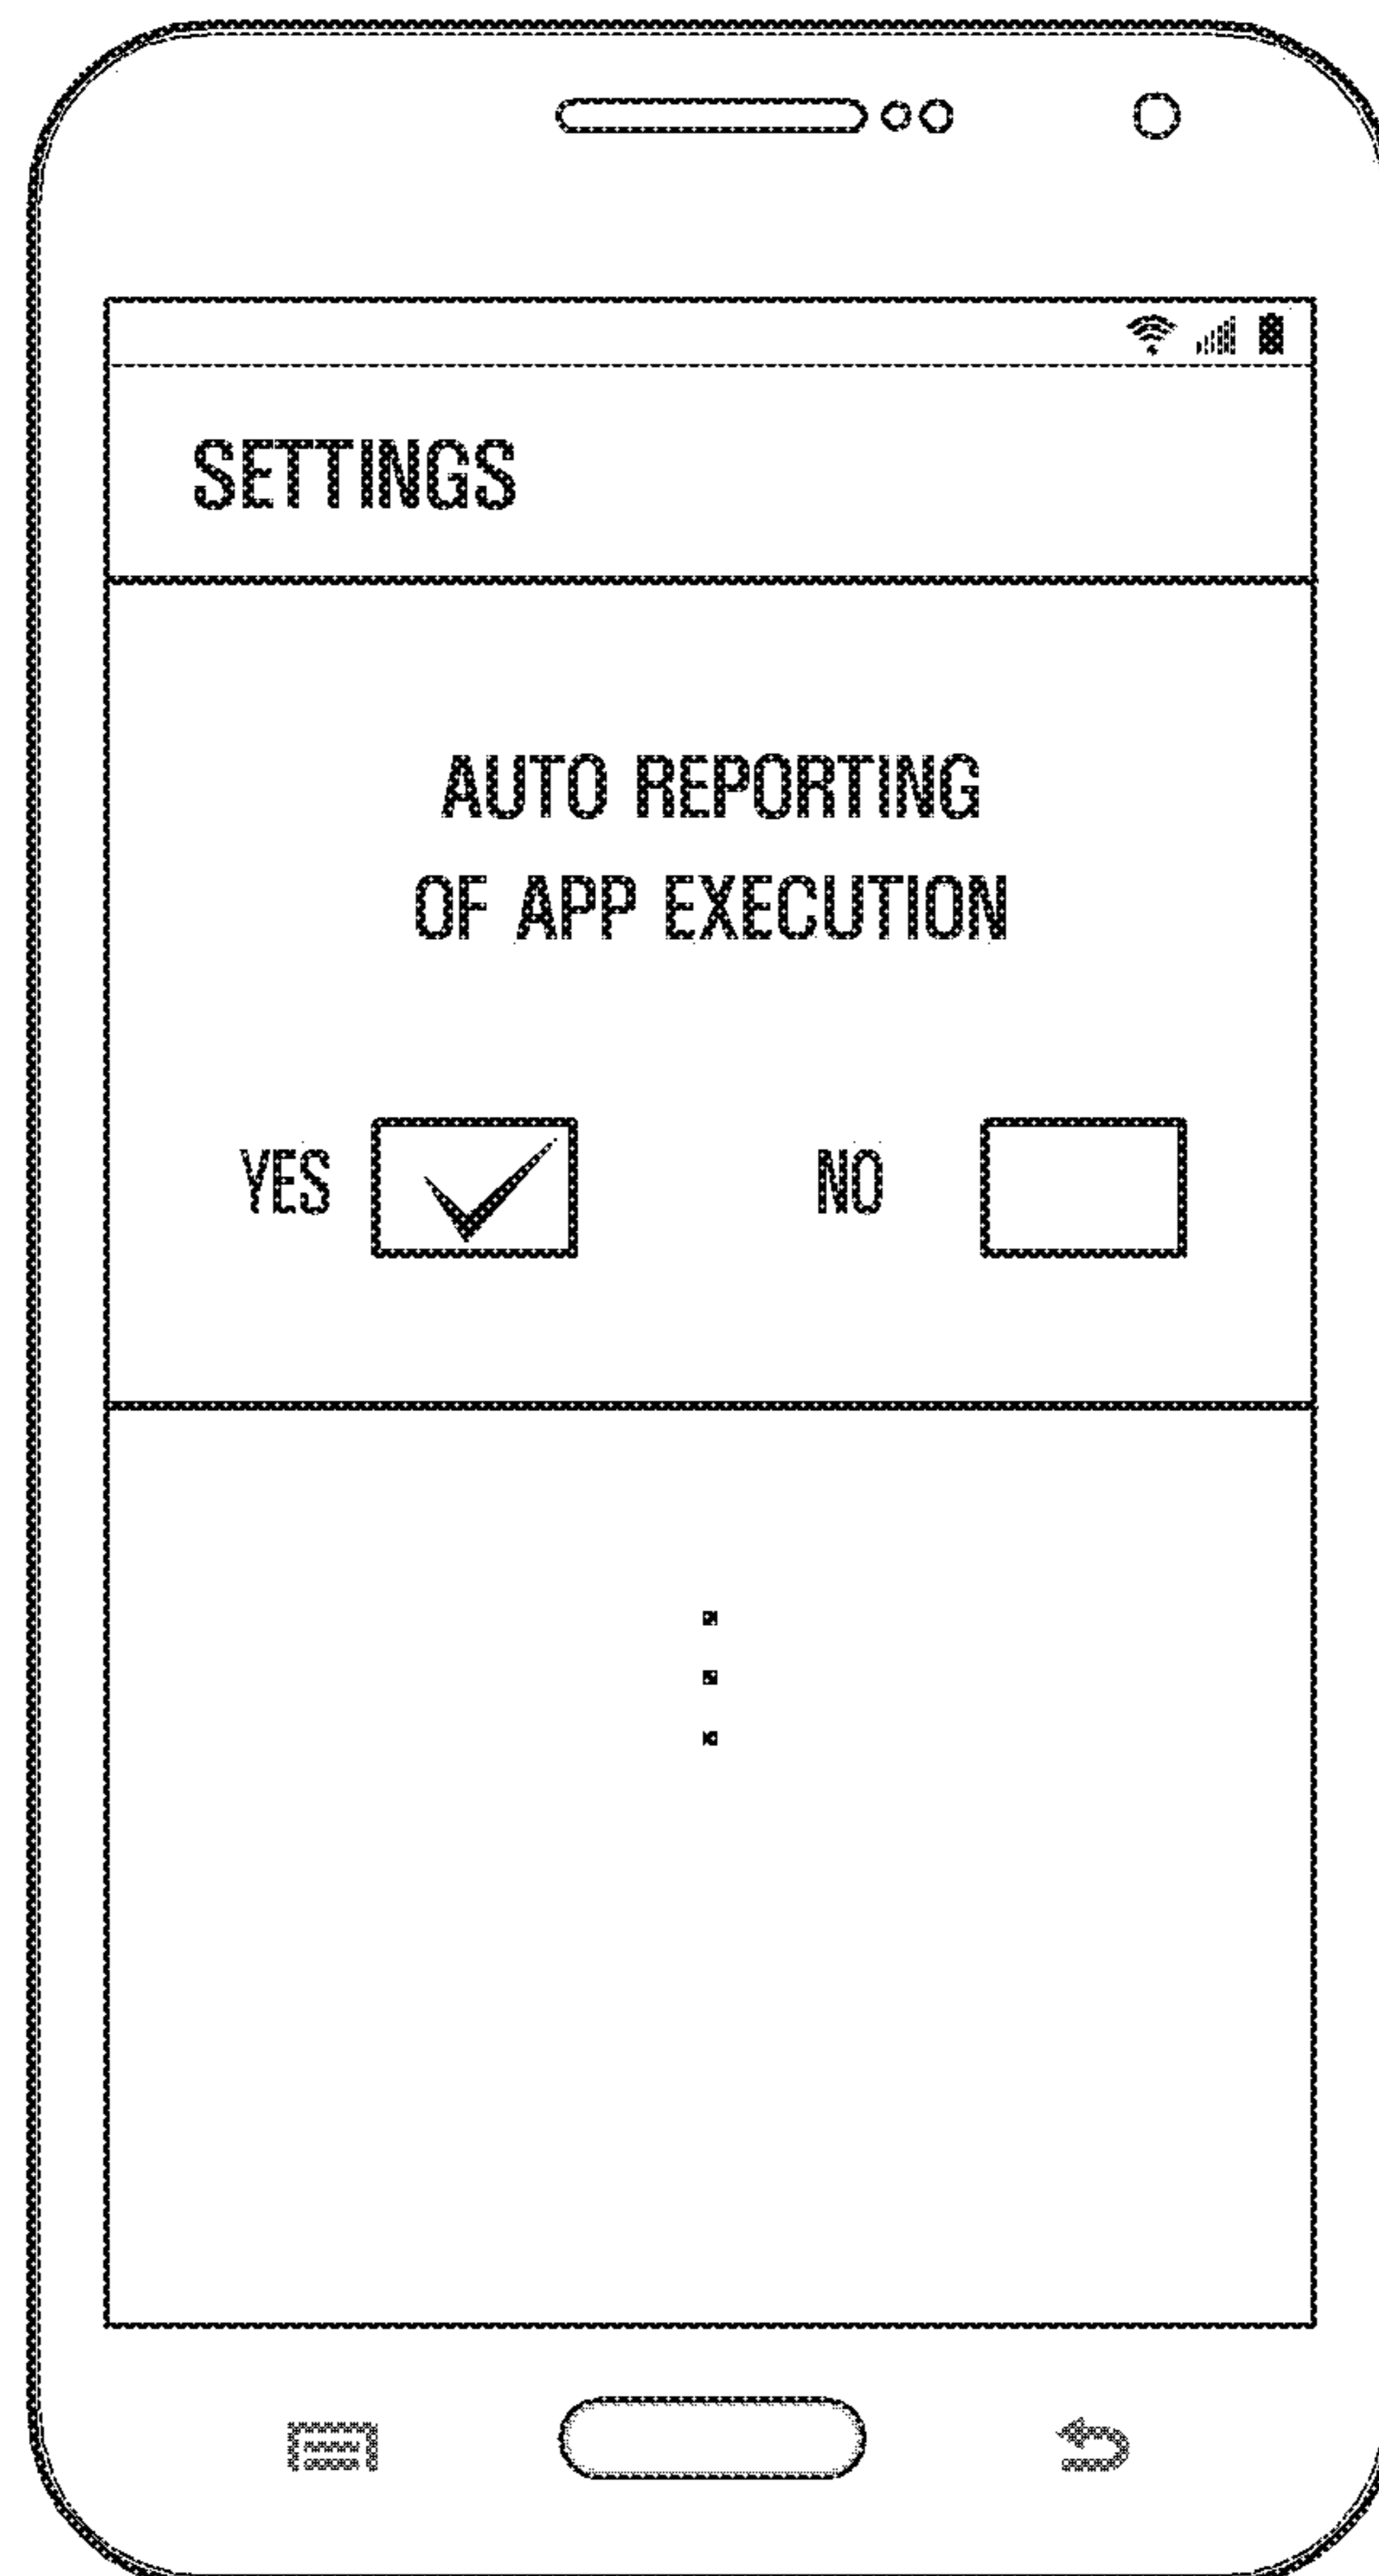 SETTINGS
AUTO REPORTING
OF APP EXECUTION
YES NO